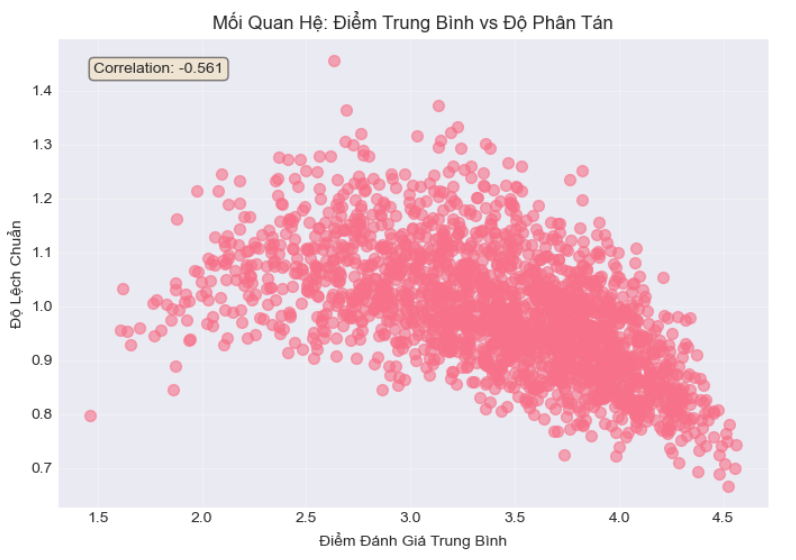 Mối Quan Hệ: Điểm Trung Bình vs Độ Phân Tán
Correlation: -0.561
Độ Lệch Chuẩn
1.4
1.3
1.2
1.1
1.0
0.9
0.8
0.7
1.5 2.0 2.5 3.0 3.5 4.0 4.5
Điểm Đánh Giá Trung Bình